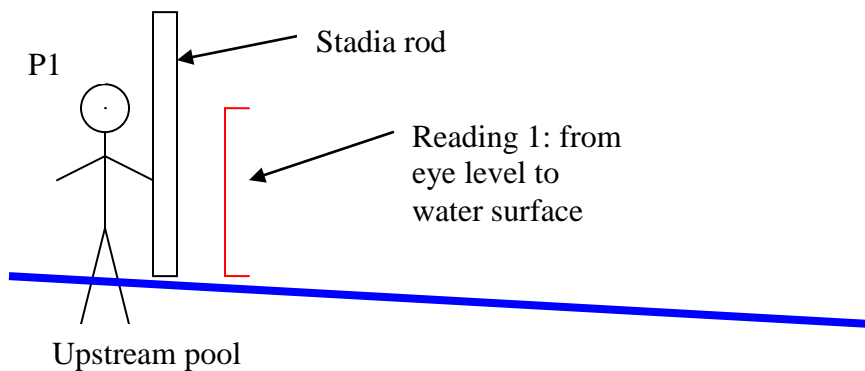 Stadia rod
P1
Reading 1: from
eye level to
water surface
Upstream pool